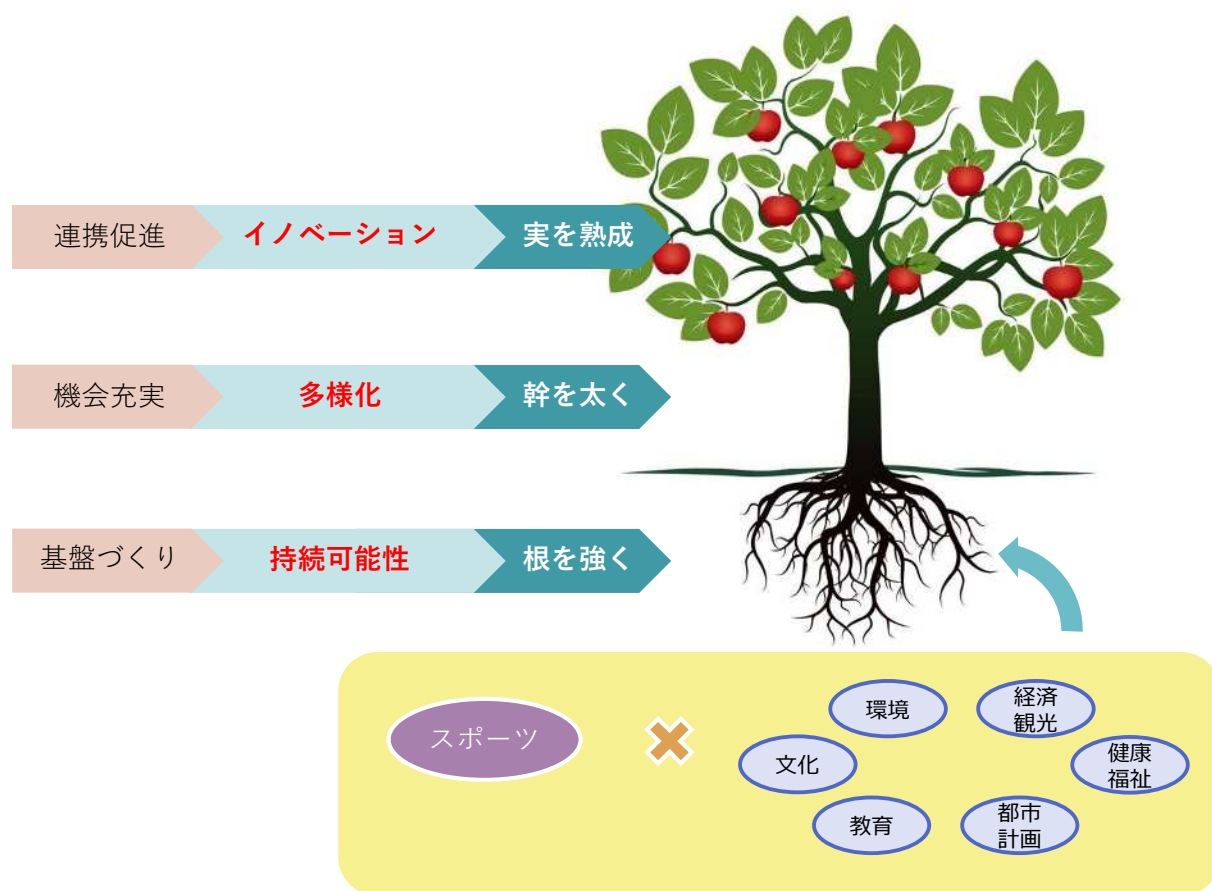 連携促進
イノベーション
実を熟成
機会充実
多様化
幹を太く
基盤づくり
持続可能性
根を強く
スポーツ
環境
経済
観光
文化
健康
福祉
教育
都市
計画